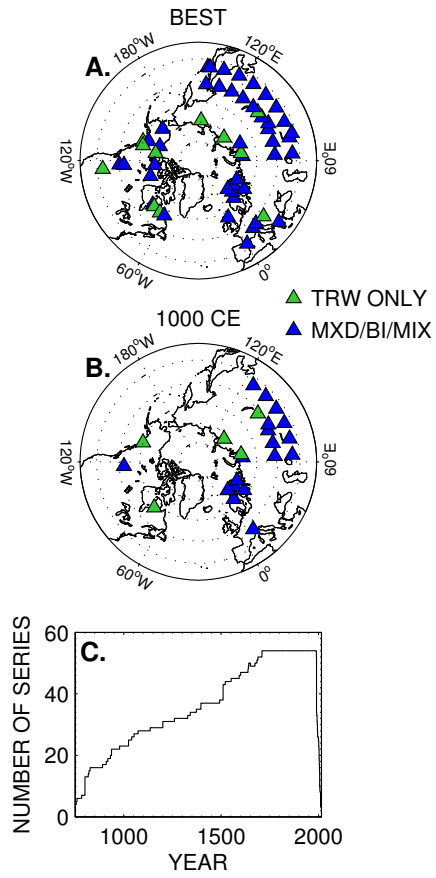 BEST
A.
180°W
120°E
120°W
60°E
60°W
0°
TRW ONLY
MXD/BI/MIX
1000 CE
B.
180°W
120°E
120°W
60°E
60°W
0°
C.
NUMBER OF SERIES
60
40
20
0
1000
1500
2000
YEAR